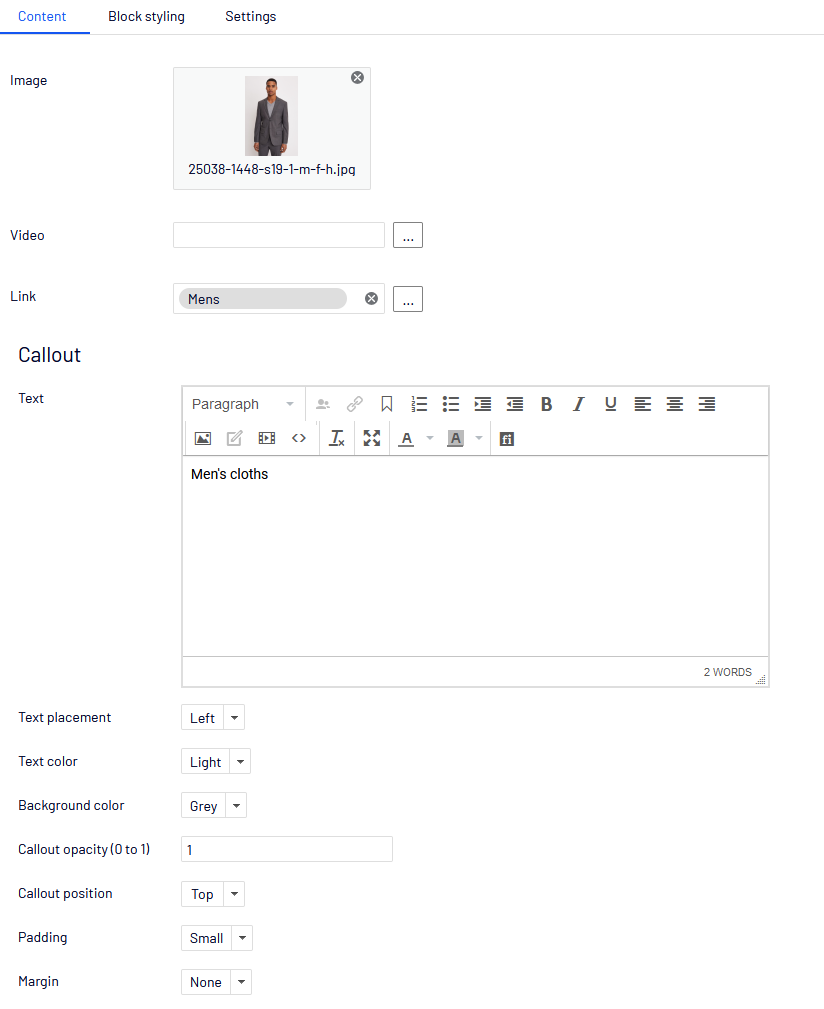 Content Block styling Settings
Image
25038-1448-s19-1-m-f-h.jpg
Video
...
Link Mens ...
Callout
Text
Paragraph
Men's cloths
2 WORDS
Text placement Left
Text color Light
Background color Grey
Callout opacity (0 to 1) 1
Callout position Top
Padding Small
Margin None